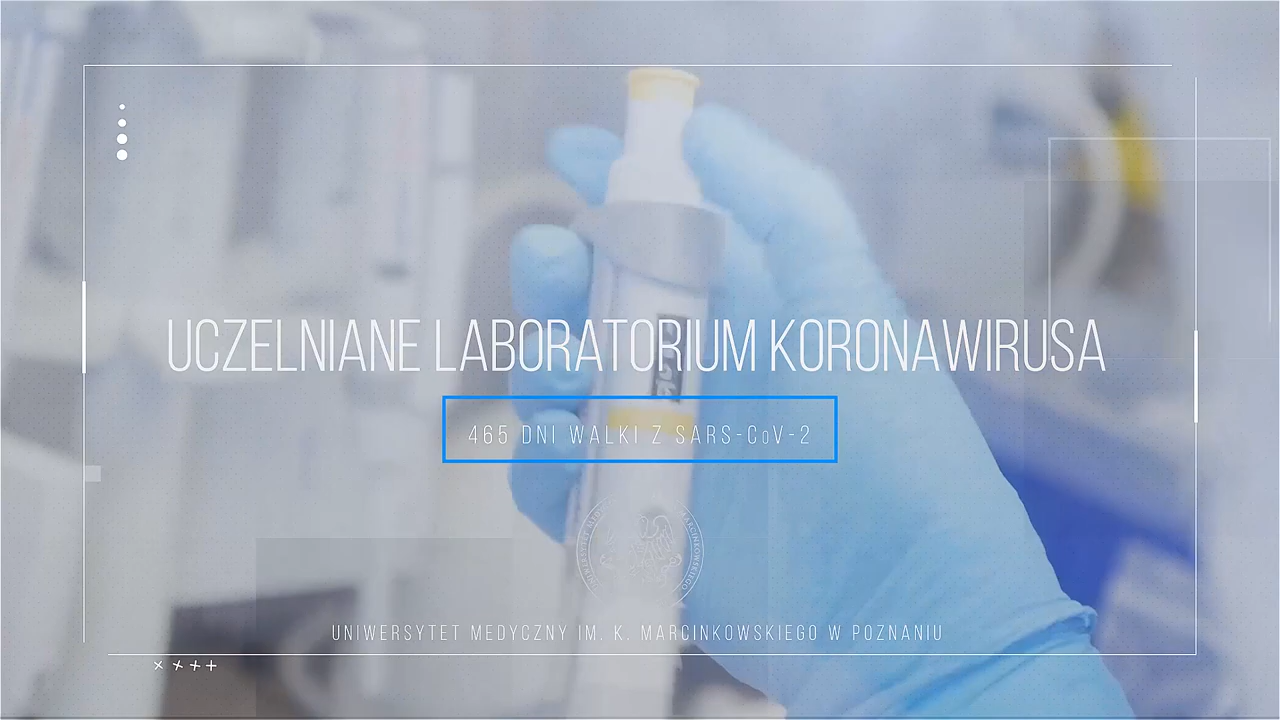 UCZELNIANE LABORATORIUM KORONAWIRUSA
465 DNI WALKI Z SARS-CoV-2
UNIWERSYTET MEDYCZNY IM. K. MARCINKOWSKIEGO W POZNANIU